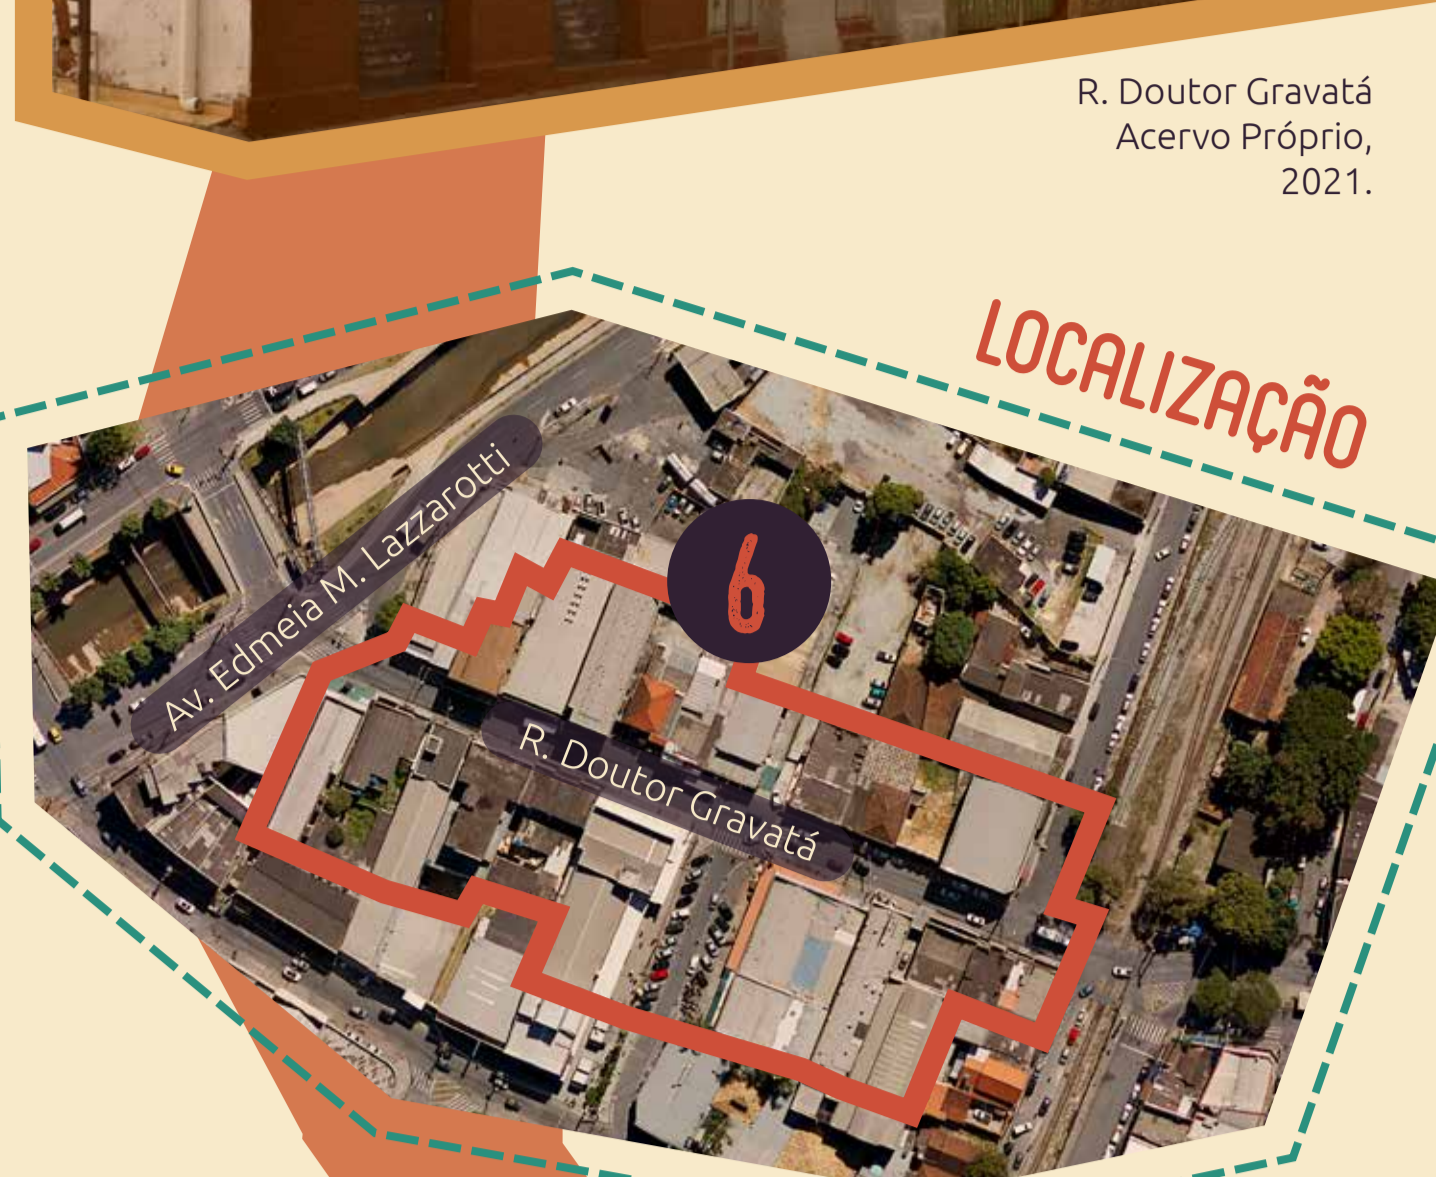 R. Doutor Gravatá
Acervo Próprio,
2021.
LOCALIZAÇÃO
Av. Edmeia M. Lazzarotti
6
R. Doutor Gravatá